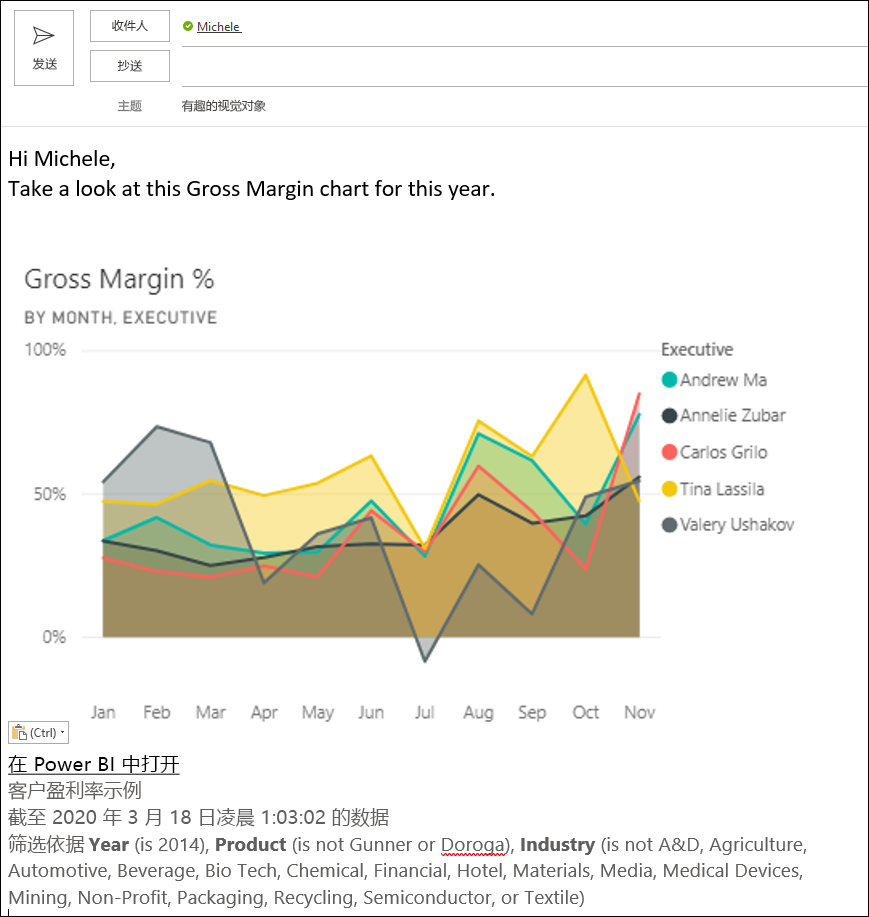 发送
收件人
Michele
抄送
主题
有趣的视觉对象
Hi Michele,
Take a look at this Gross Margin chart for this year.
Gross Margin %
BY MONTH, EXECUTIVE
100%
50%
0%
Jan Feb Mar Apr May Jun Jul Aug Sep Oct Nov
Executive
Andrew Ma
Annelie Zubar
Carlos Grilo
Tina Lassila
Valery Ushakov
(Ctrl)
在 Power BI 中打开
客户盈利率示例
截至 2020 年 3 月 18 日凌晨 1:03:02 的数据
筛选依据 Year (is 2014), Product (is not Gunner or Doroga), Industry (is not A&D, Agriculture,
Automotive, Beverage, Bio Tech, Chemical, Financial, Hotel, Materials, Media, Medical Devices,
Mining, Non-Profit, Packaging, Recycling, Semiconductor, or Textile)